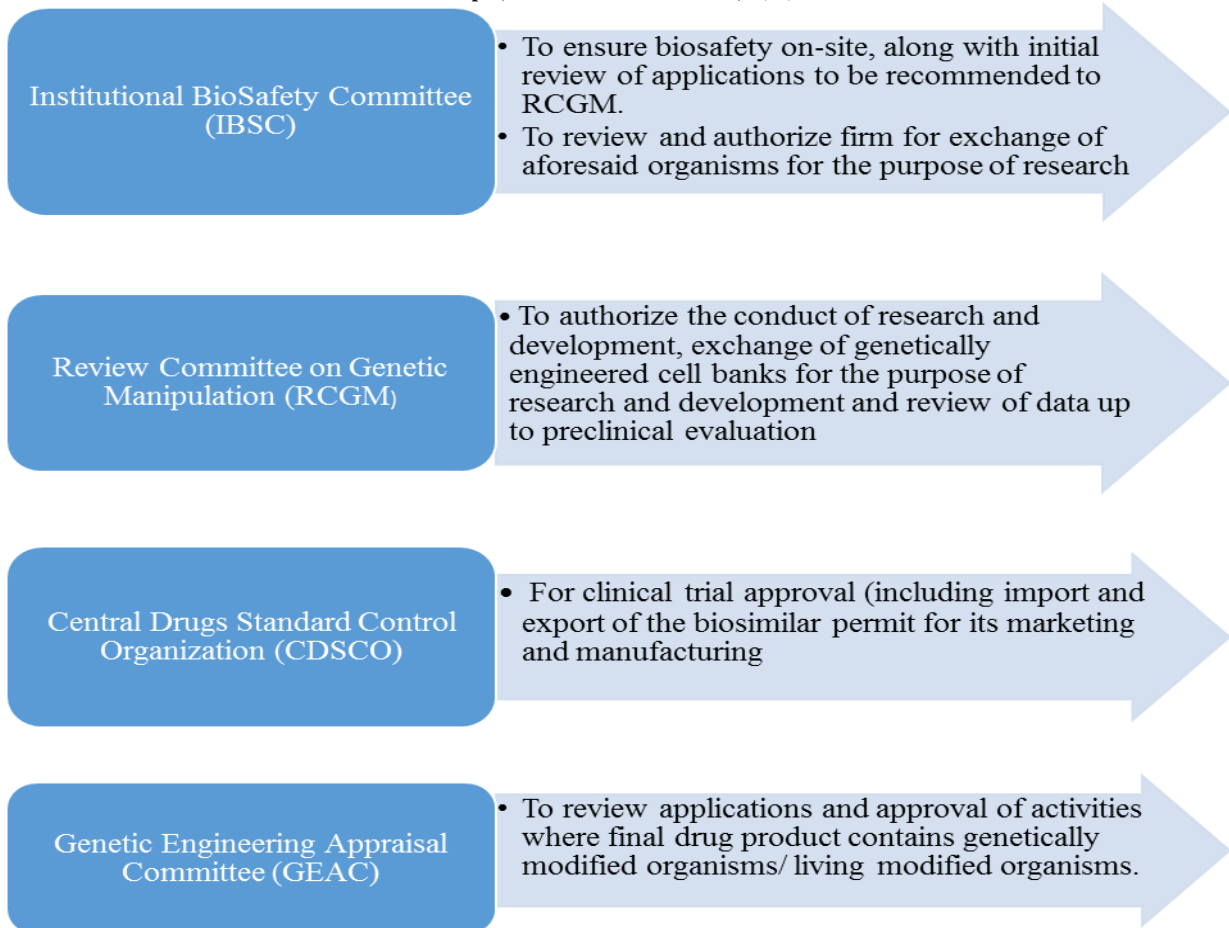 Institutional BioSafety Committee
(IBSC)
• To ensure biosafety on-site, along with initial
review of applications to be recommended to
RCGM.
• To review and authorize firm for exchange of
aforesaid organisms for the purpose of research
Review Committee on Genetic
Manipulation (RCGM)
• To authorize the conduct of research and
development, exchange of genetically
engineered cell banks for the purpose of
research and development and review of data up
to preclinical evaluation
Central Drugs Standard Control
Organization (CDSCO)
• For clinical trial approval (including import and
export of the biosimilar permit for its marketing
and manufacturing
Genetic Engineering Appraisal
Committee (GEAC)
• To review applications and approval of activities
where final drug product contains genetically
modified organisms/ living modified organisms.